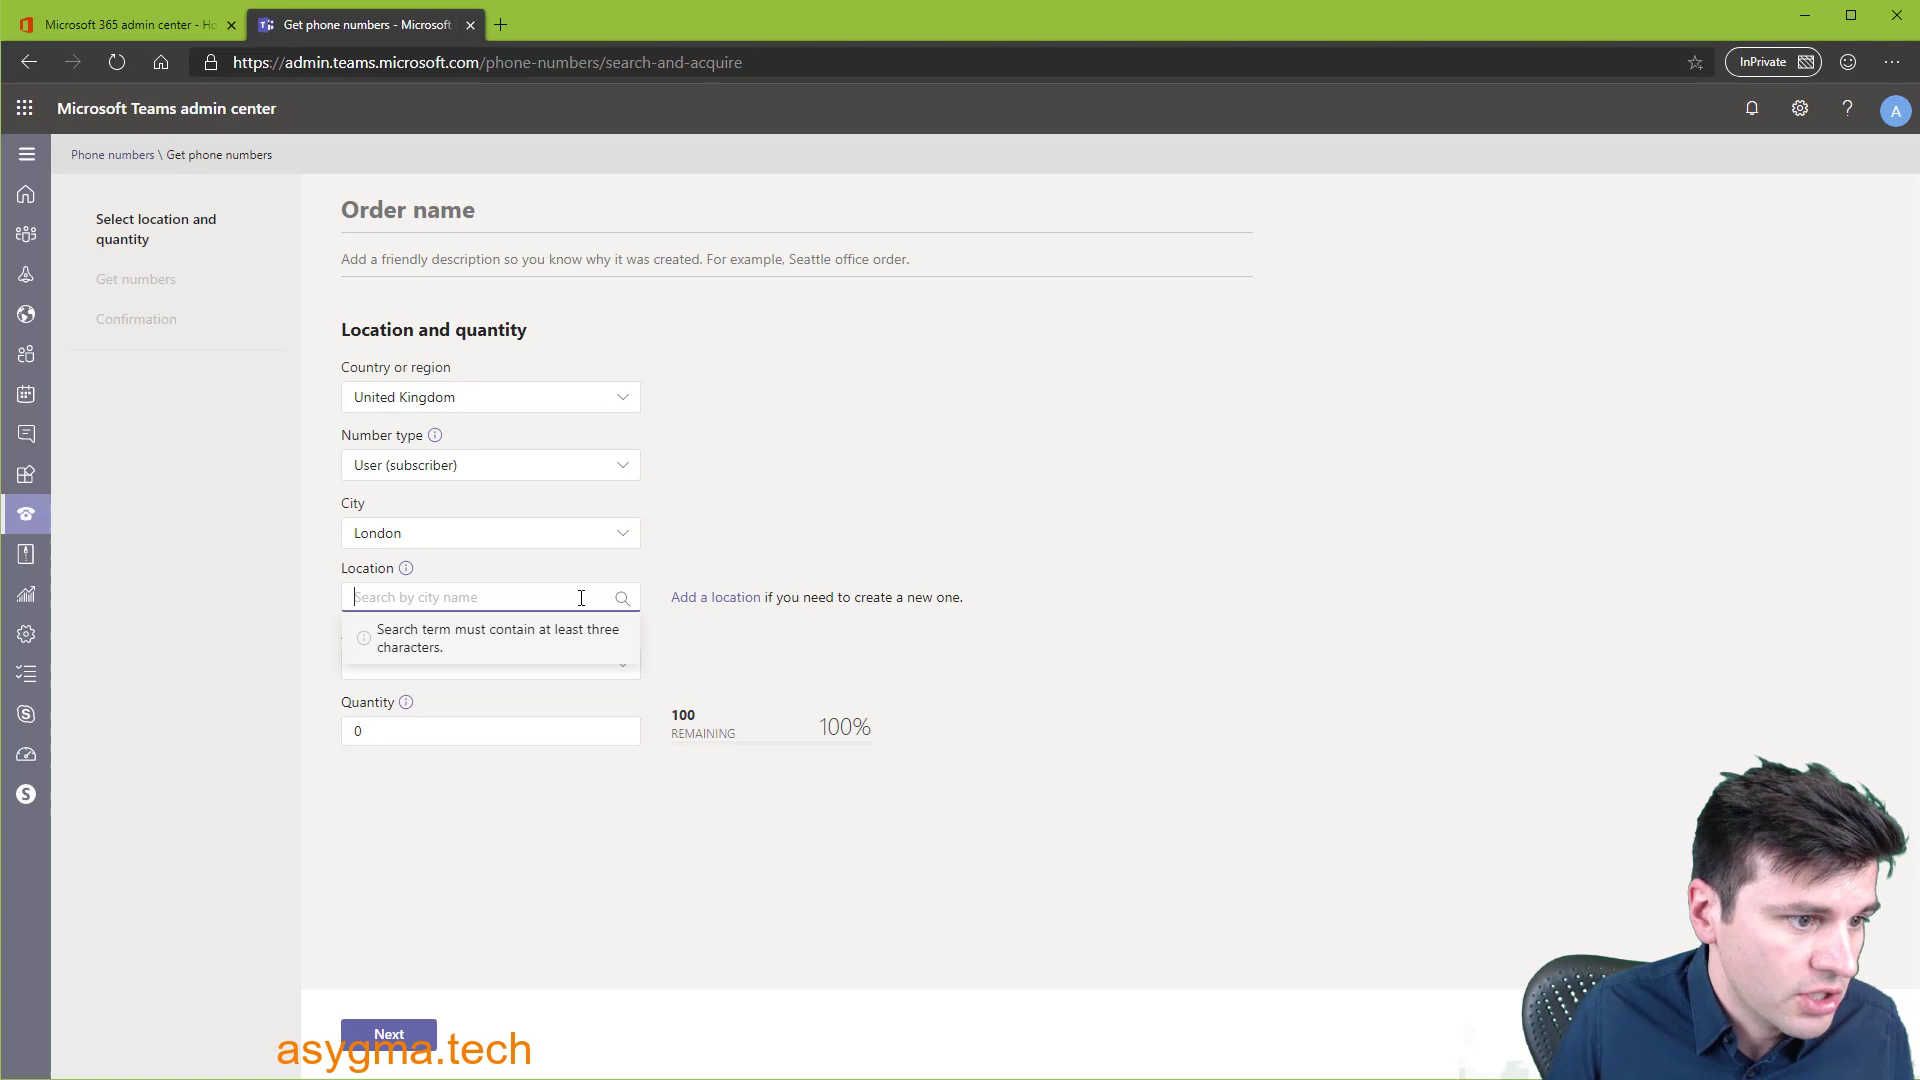 Microsoft 365 admin center - Ho
Get phone numbers - Microsoft
https://admin.teams.microsoft.com/phone-numbers/search-and-acquire
InPrivate
Microsoft Teams admin center
A
Phone numbers \ Get phone numbers
Select location and
quantity
Get numbers
Confirmation
Order name
Add a friendly description so you know why it was created. For example, Seattle office order.
Location and quantity
Country or region
United Kingdom
Number type
User (subscriber)
City
London
Location
Search by city name
Add a location if you need to create a new one.
Search term must contain at least three
characters.
Quantity
0
100
REMAINING
100%
Next
asygma.tech